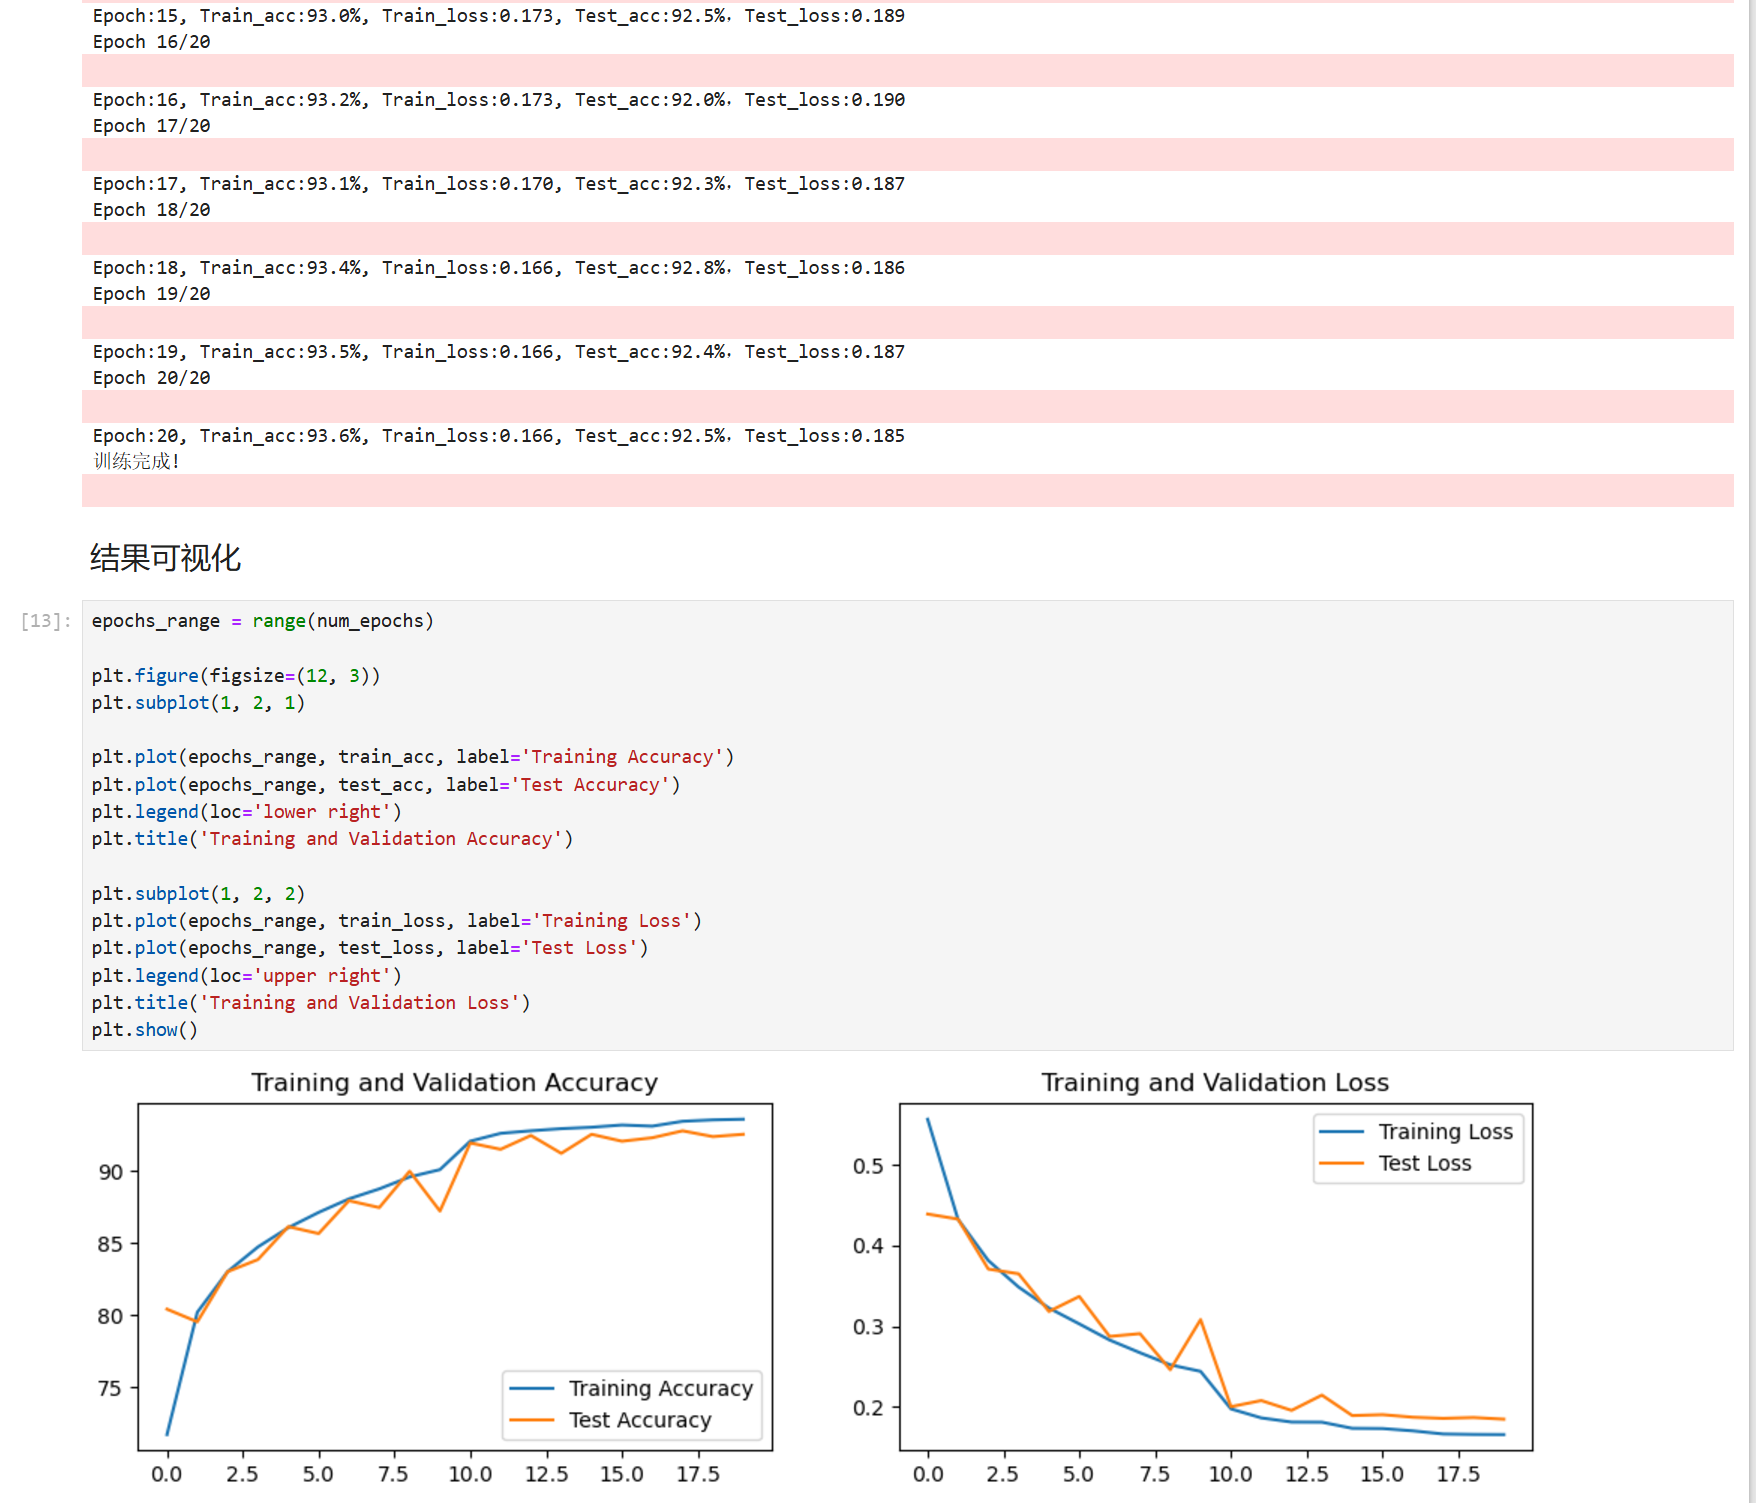 Epoch:15, Train_acc:93.0%, Train_loss:0.173, Test_acc:92.5%，Test_loss:0.189
Epoch 16/20
Epoch:16, Train_acc:93.2%, Train_loss:0.173, Test_acc:92.0%，Test_loss:0.190
Epoch 17/20
Epoch:17, Train_acc:93.1%, Train_loss:0.170, Test_acc:92.3%，Test_loss:0.187
Epoch 18/20
Epoch:18, Train_acc:93.4%, Train_loss:0.166, Test_acc:92.8%，Test_loss:0.186
Epoch 19/20
Epoch:19, Train_acc:93.5%, Train_loss:0.166, Test_acc:92.4%，Test_loss:0.187
Epoch 20/20
Epoch:20, Train_acc:93.6%, Train_loss:0.166, Test_acc:92.5%，Test_loss:0.185
训练完成!
结果可视化
[13]:
epochs_range = range(num_epochs)
plt.figure(figsize=(12, 3))
plt.subplot(1, 2, 1)
plt.plot(epochs_range, train_acc, label='Training Accuracy')
plt.plot(epochs_range, test_acc, label='Test Accuracy')
plt.legend(loc='lower right')
plt.title('Training and Validation Accuracy')
plt.subplot(1, 2, 2)
plt.plot(epochs_range, train_loss, label='Training Loss')
plt.plot(epochs_range, test_loss, label='Test Loss')
plt.legend(loc='upper right')
plt.title('Training and Validation Loss')
plt.show()
Training and Validation Accuracy
90
85
80
75
Training Accuracy
Test Accuracy
0.0 2.5 5.0 7.5 10.0 12.5 15.0 17.5
Training and Validation Loss
Training Loss
Test Loss
0.5
0.4
0.3
0.2
0.0 2.5 5.0 7.5 10.0 12.5 15.0 17.5